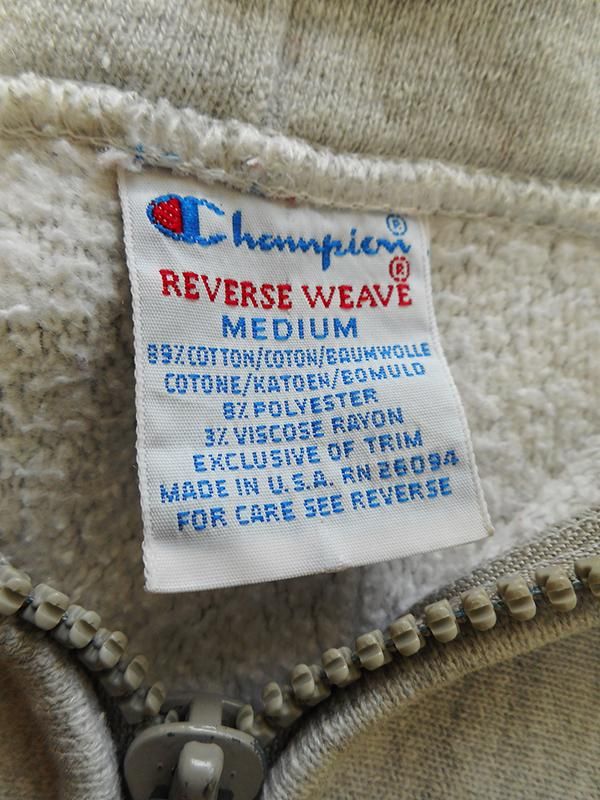 Champion®
REVERSE WEAVE®
MEDIUM
89% COTTON/COTON/BAUMWOLLE
COTONE/KATOEN/BOMULD
8% POLYESTER
3% VISCOSE RAYON
EXCLUSIVE OF TRIM
MADE IN U.S.A. RN 26094
FOR CARE SEE REVERSE